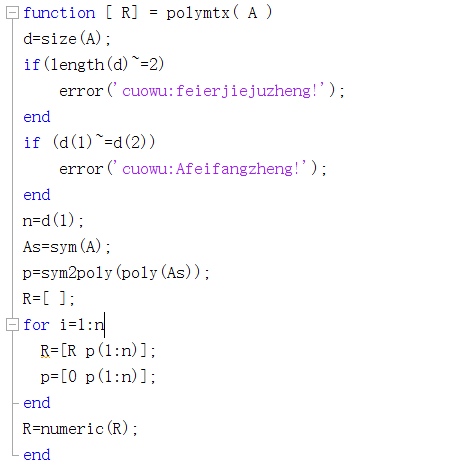 function [ R] = polymtx( A )
d=size(A);
if(length(d)~=2)
error('cuowu:feierjiejuzheng!');
end
if (d(1)~=d(2))
error('cuowu:Afeifangzheng!');
end
n=d(1);
As=sym(A);
p=sym2poly(poly(As));
R=[ ];
for i=1:n
R=[R p(1:n)];
p=[0 p(1:n)];
end
R=numeric(R);
end